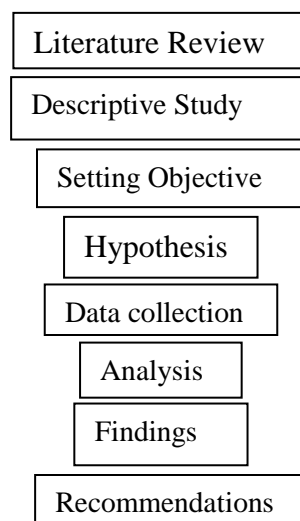 Literature Review
Descriptive Study
Setting Objective
Hypothesis
Data collection
Analysis
Findings
Recommendations